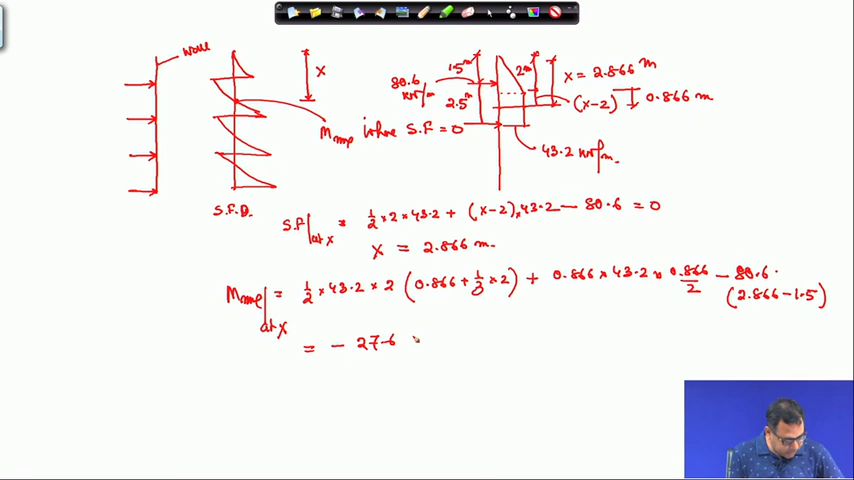 wall
x
S.F.D.
Mmax where S.F = 0
80.6
kN/m
1.5m
2.5m
2m
x = 2.866 m
(x-2)
0.866 m
43.2 kN/m.
S.F|at x = 1/2 × 2 × 43.2 + (x-2) × 43.2 - 80.6 = 0
x = 2.866 m.
Mmax|at x = 1/2 × 43.2 × 2 (0.866 + 1/3 × 2) + 0.866 × 43.2 × 0.866/2 - 80.6.
(2.866 - 1.5)
= - 27.6